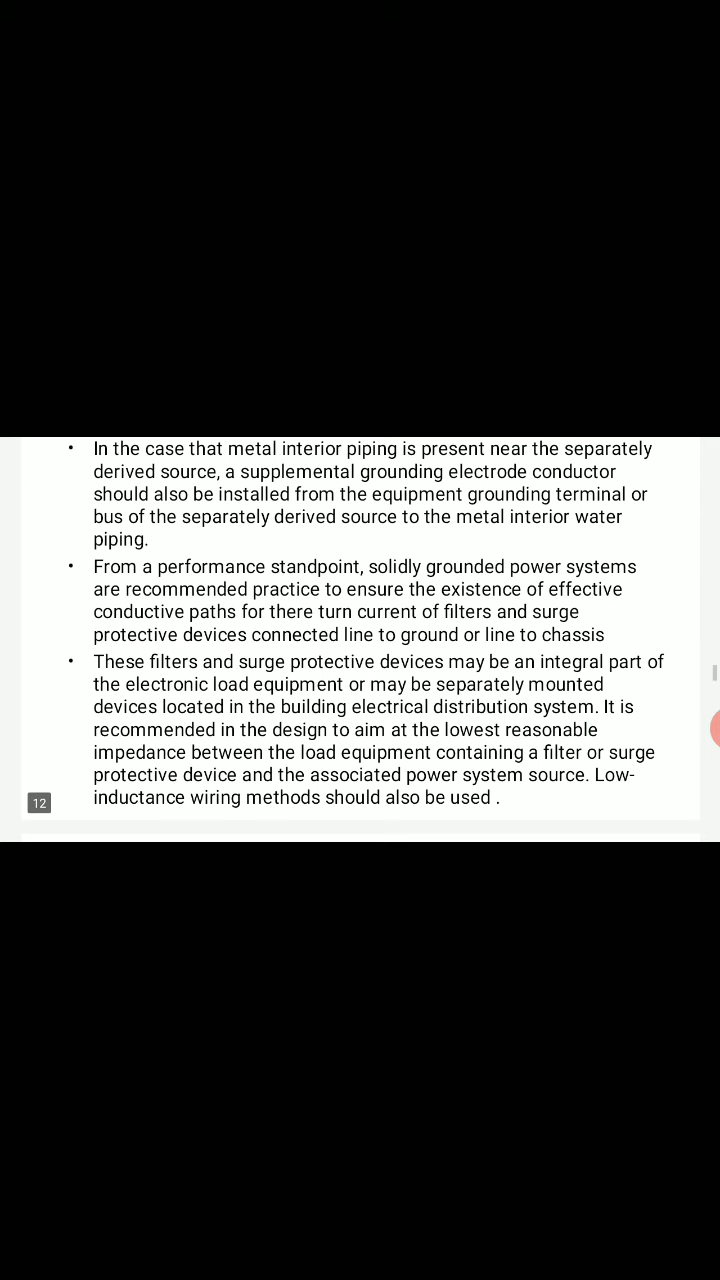 • In the case that metal interior piping is present near the separately
derived source, a supplemental grounding electrode conductor
should also be installed from the equipment grounding terminal or
bus of the separately derived source to the metal interior water
piping.
• From a performance standpoint, solidly grounded power systems
are recommended practice to ensure the existence of effective
conductive paths for there turn current of filters and surge
protective devices connected line to ground or line to chassis
• These filters and surge protective devices may be an integral part of
the electronic load equipment or may be separately mounted
devices located in the building electrical distribution system. It is
recommended in the design to aim at the lowest reasonable
impedance between the load equipment containing a filter or surge
protective device and the associated power system source. Low-
inductance wiring methods should also be used .
12